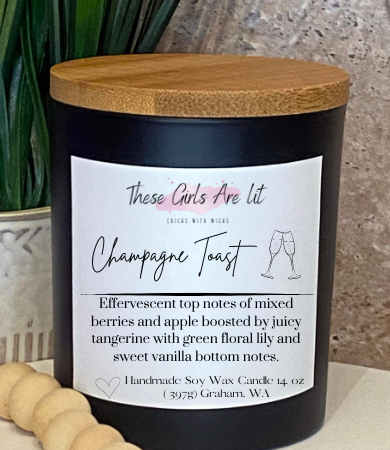 These Girls Are Lit
CHICKS WITH WICKS
Champagne Toast
Effervescent top notes of mixed
berries and apple boosted by juicy
tangerine with green floral lily and
sweet vanilla bottom notes.
Handmade Soy Wax Candle 14 oz
( 397g) Graham, WA